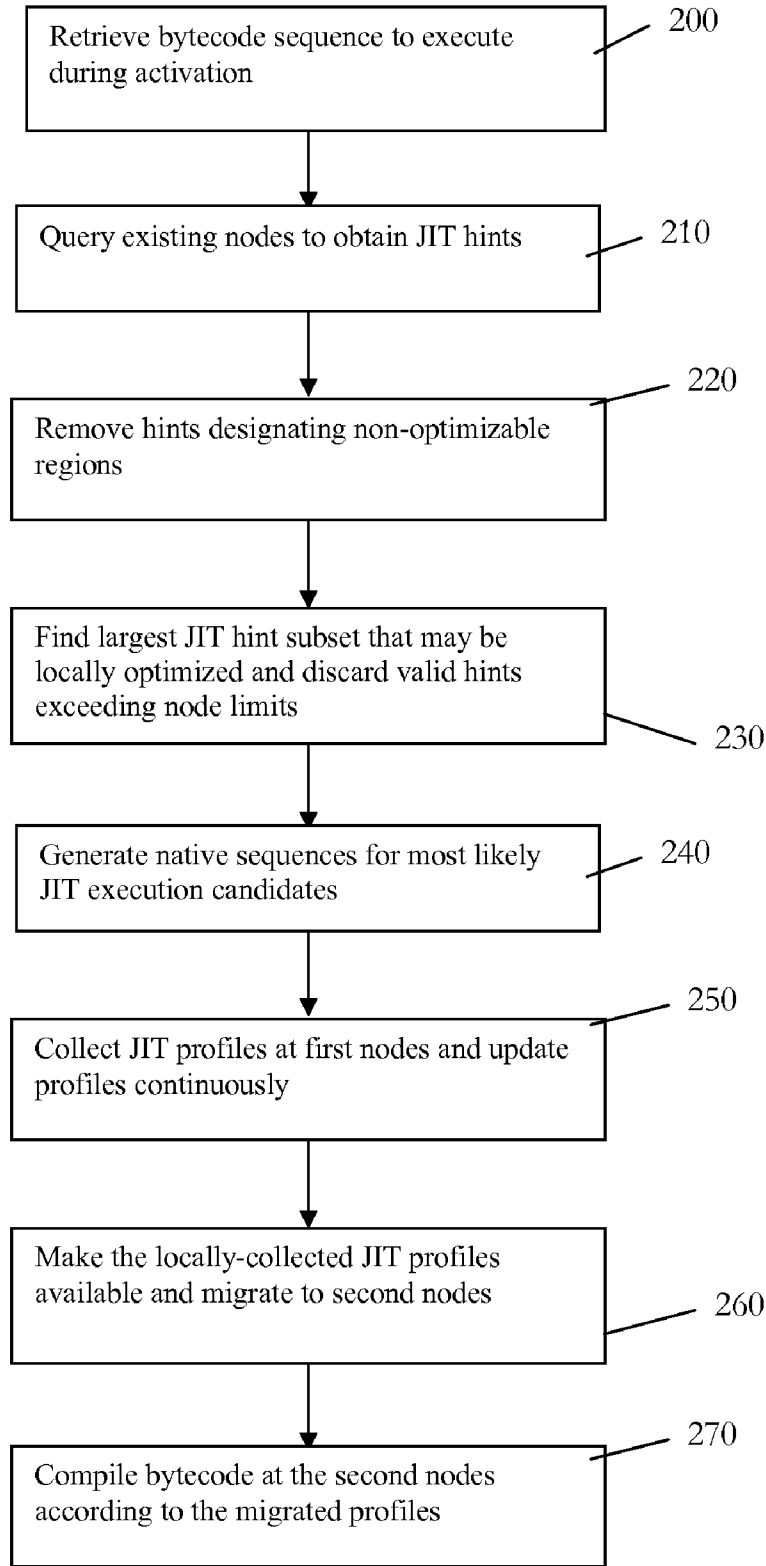 Retrieve bytecode sequence to execute
during activation
200
Query existing nodes to obtain JIT hints
210
220
Remove hints designating non-optimizable
regions
Find largest JIT hint subset that may be
locally optimized and discard valid hints
exceeding node limits
230
Generate native sequences for most likely
JIT execution candidates
240
250
Collect JIT profiles at first nodes and update
profiles continuously
Make the locally-collected JIT profiles
available and migrate to second nodes
260
270
Compile bytecode at the second nodes
according to the migrated profiles